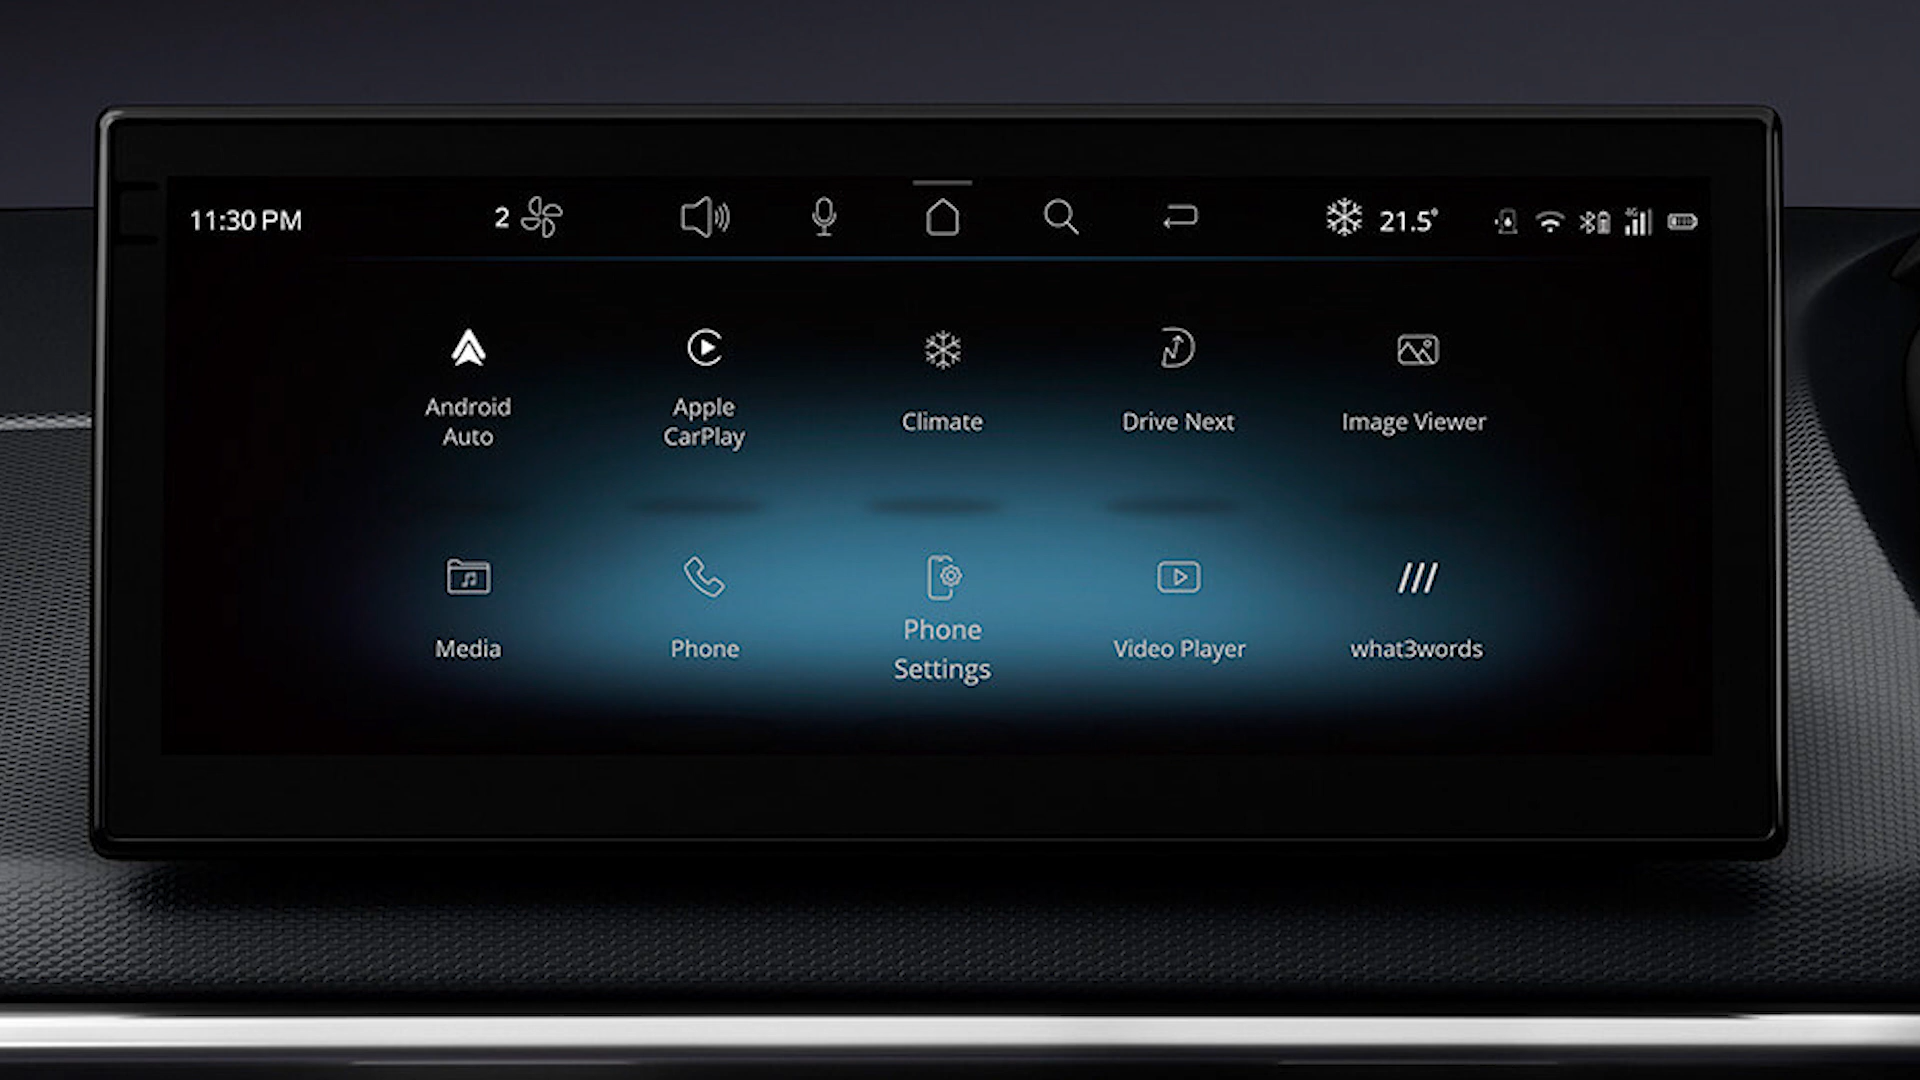 11:30 PM 2 21.5°
Android
Auto
Apple
CarPlay
Climate
Drive Next
Image Viewer
Media
Phone
Phone
Settings
Video Player
what3words